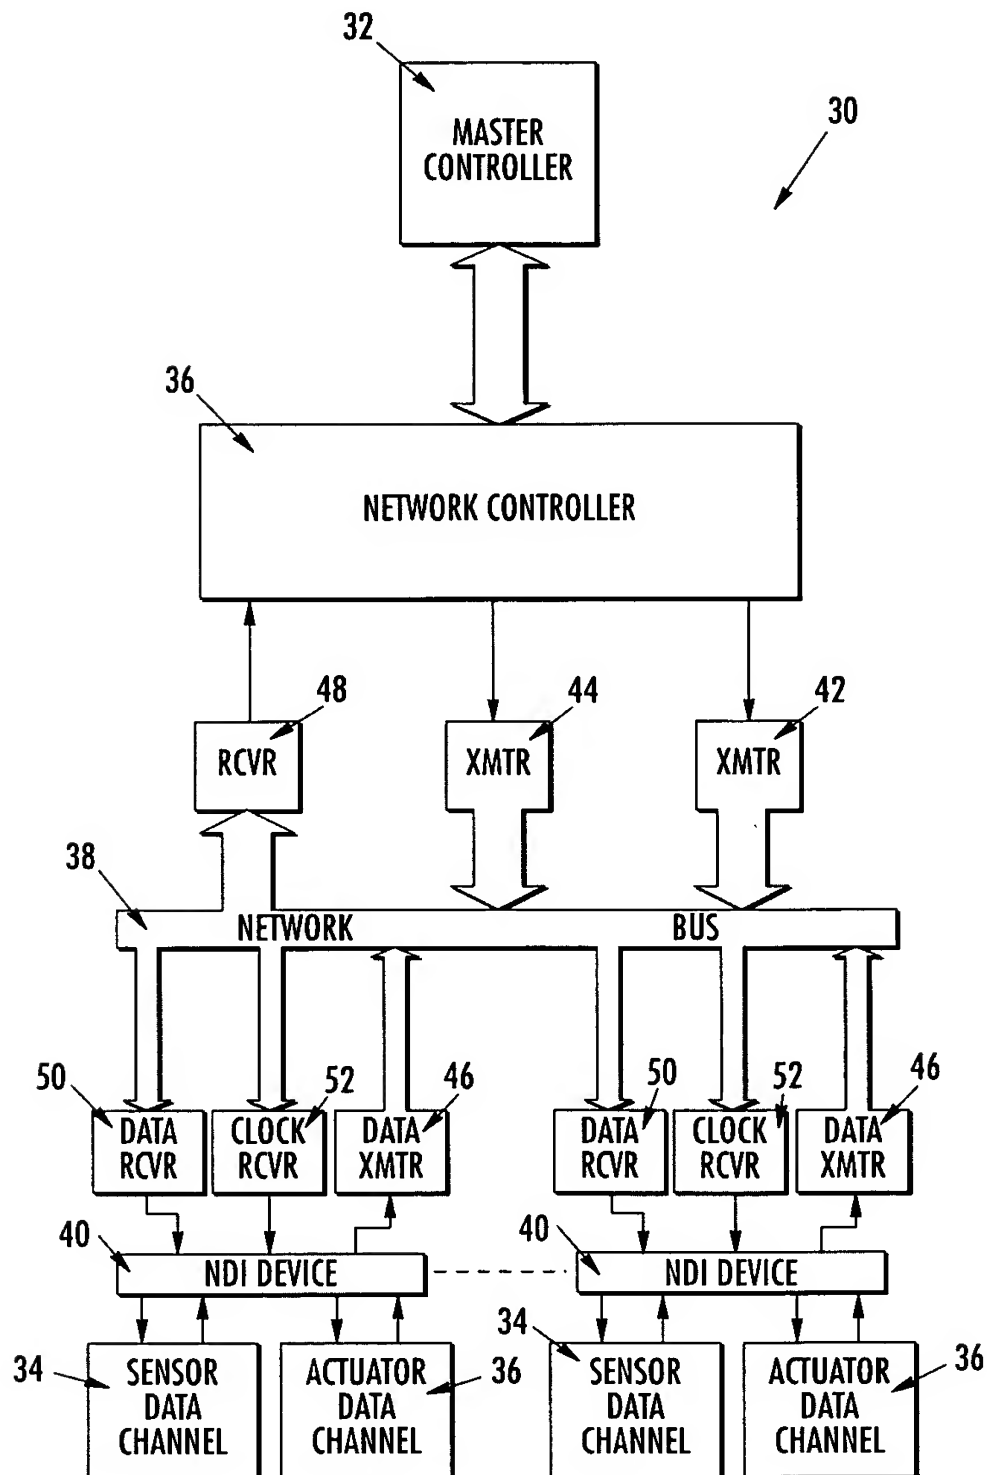 32
MASTER
CONTROLLER
30
36
NETWORK CONTROLLER
48
44
42
RCVR
XMTR
XMTR
38
NETWORK BUS
50
52
46
50
52
46
DATA
RCVR
CLOCK
RCVR
DATA
XMTR
DATA
RCVR
CLOCK
RCVR
DATA
XMTR
40
NDI DEVICE
40
NDI DEVICE
34
SENSOR
DATA
CHANNEL
ACTUATOR
DATA
CHANNEL
36
34
SENSOR
DATA
CHANNEL
ACTUATOR
DATA
CHANNEL
36